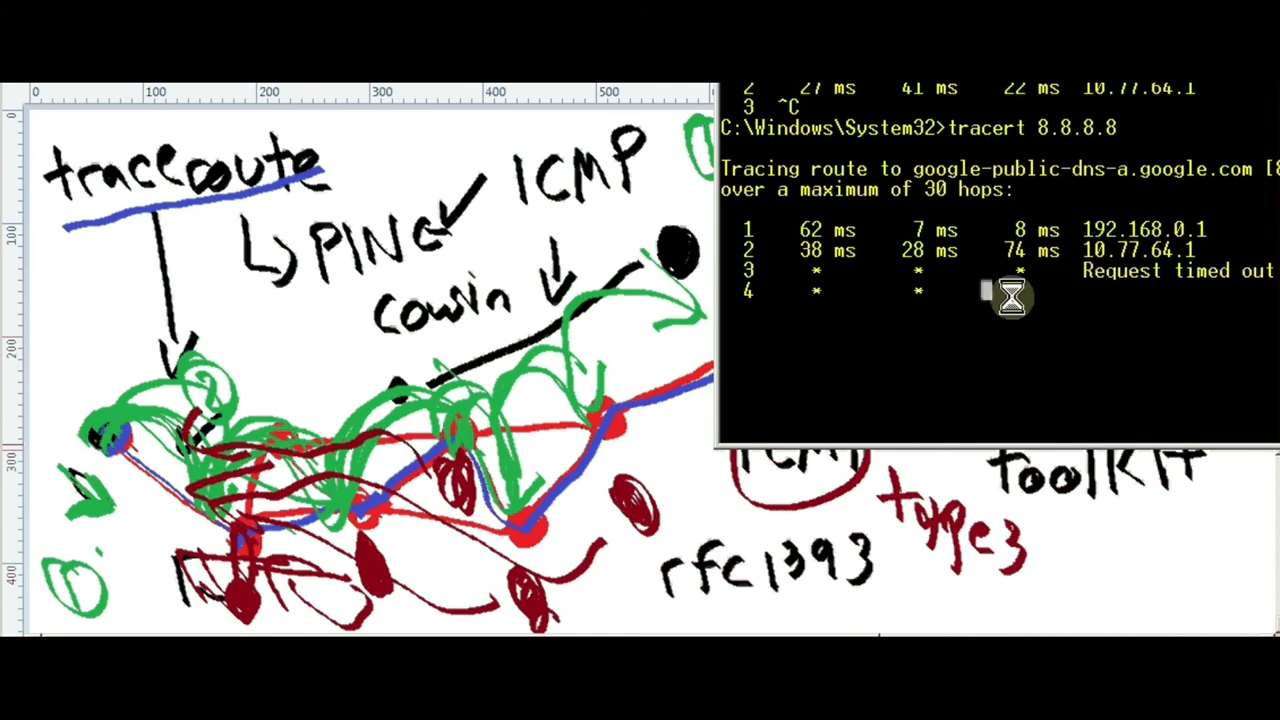 0 100 200 300 400 500
0
100
200
300
400
traceroute
PING
ICMP
cousin
2
1
2 27 ms 41 ms 22 ms 10.77.64.1
3 ^C
C:\Windows\System32>tracert 8.8.8.8
Tracing route to google-public-dns-a.google.com [8
over a maximum of 30 hops:
1 62 ms 7 ms 8 ms 192.168.0.1
2 38 ms 28 ms 74 ms 10.77.64.1
3 * * * Request timed out
4 * *
ICMP
toolkit
type3
rfc1393